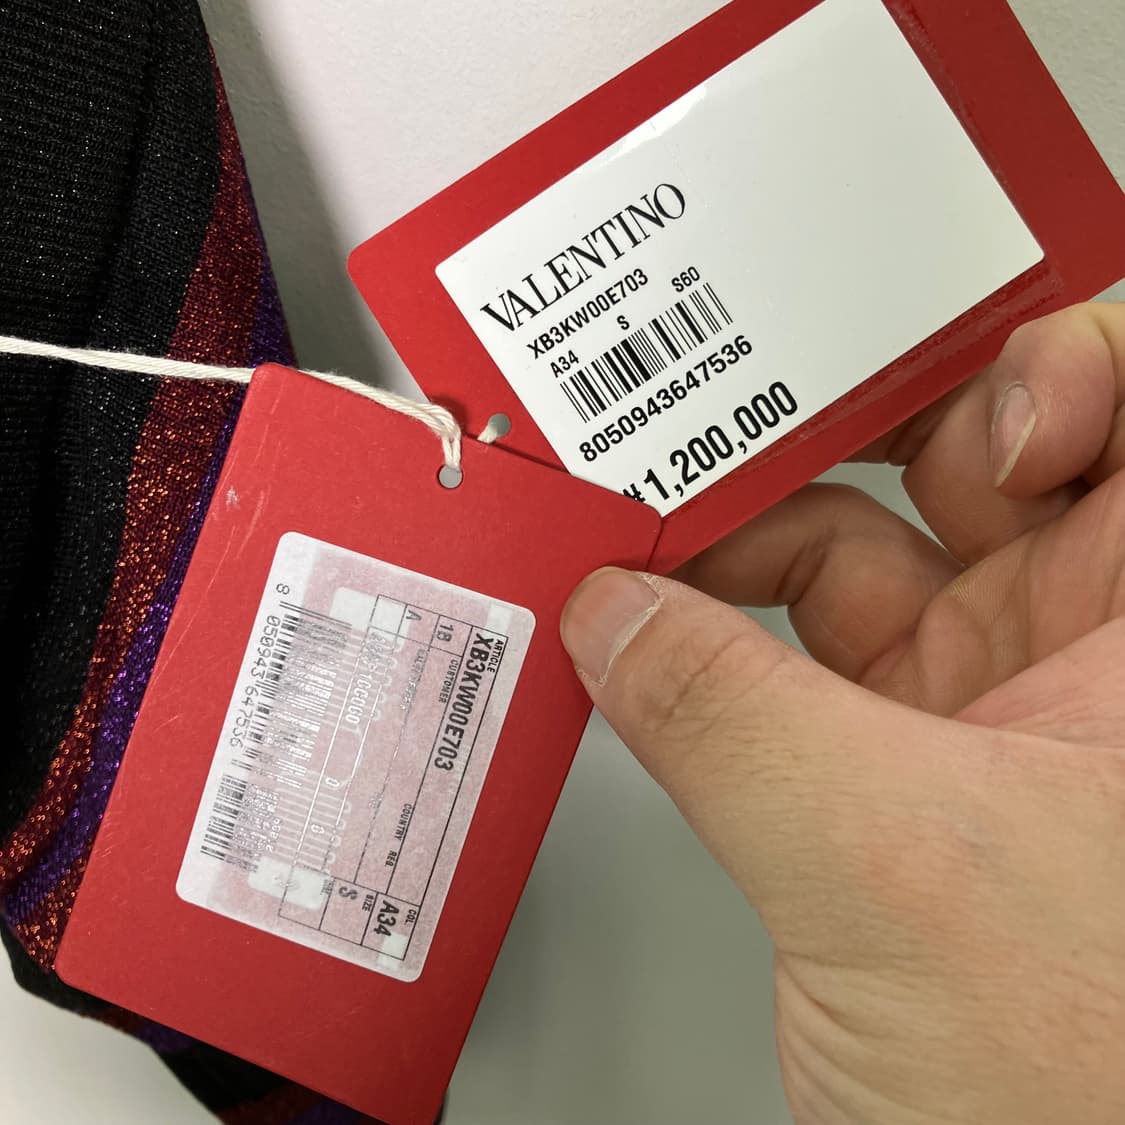 VALENTINO
XB3KW00E703 S60
A34 S
8050943647536
₩1,200,000
ARTICLE
XB3KW00E703
COL
A34
1B
CUSTOMER
COUNTRY
REG.
SIZE
S
A
8 050943 647536